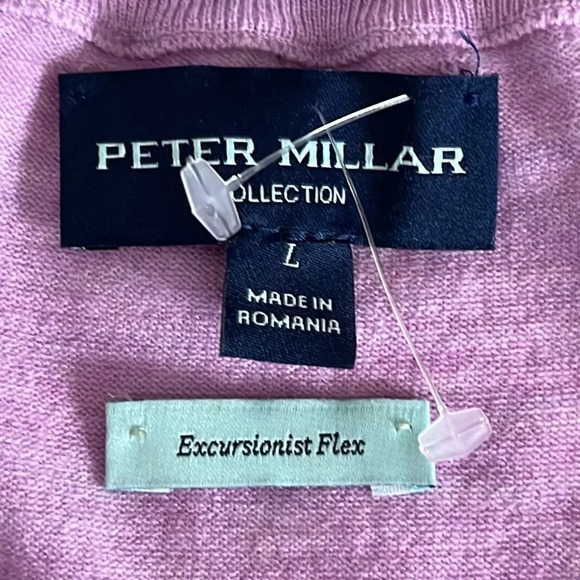 PETER MILLAR
COLLECTION
L
MADE IN
ROMANIA
Excursionist Flex